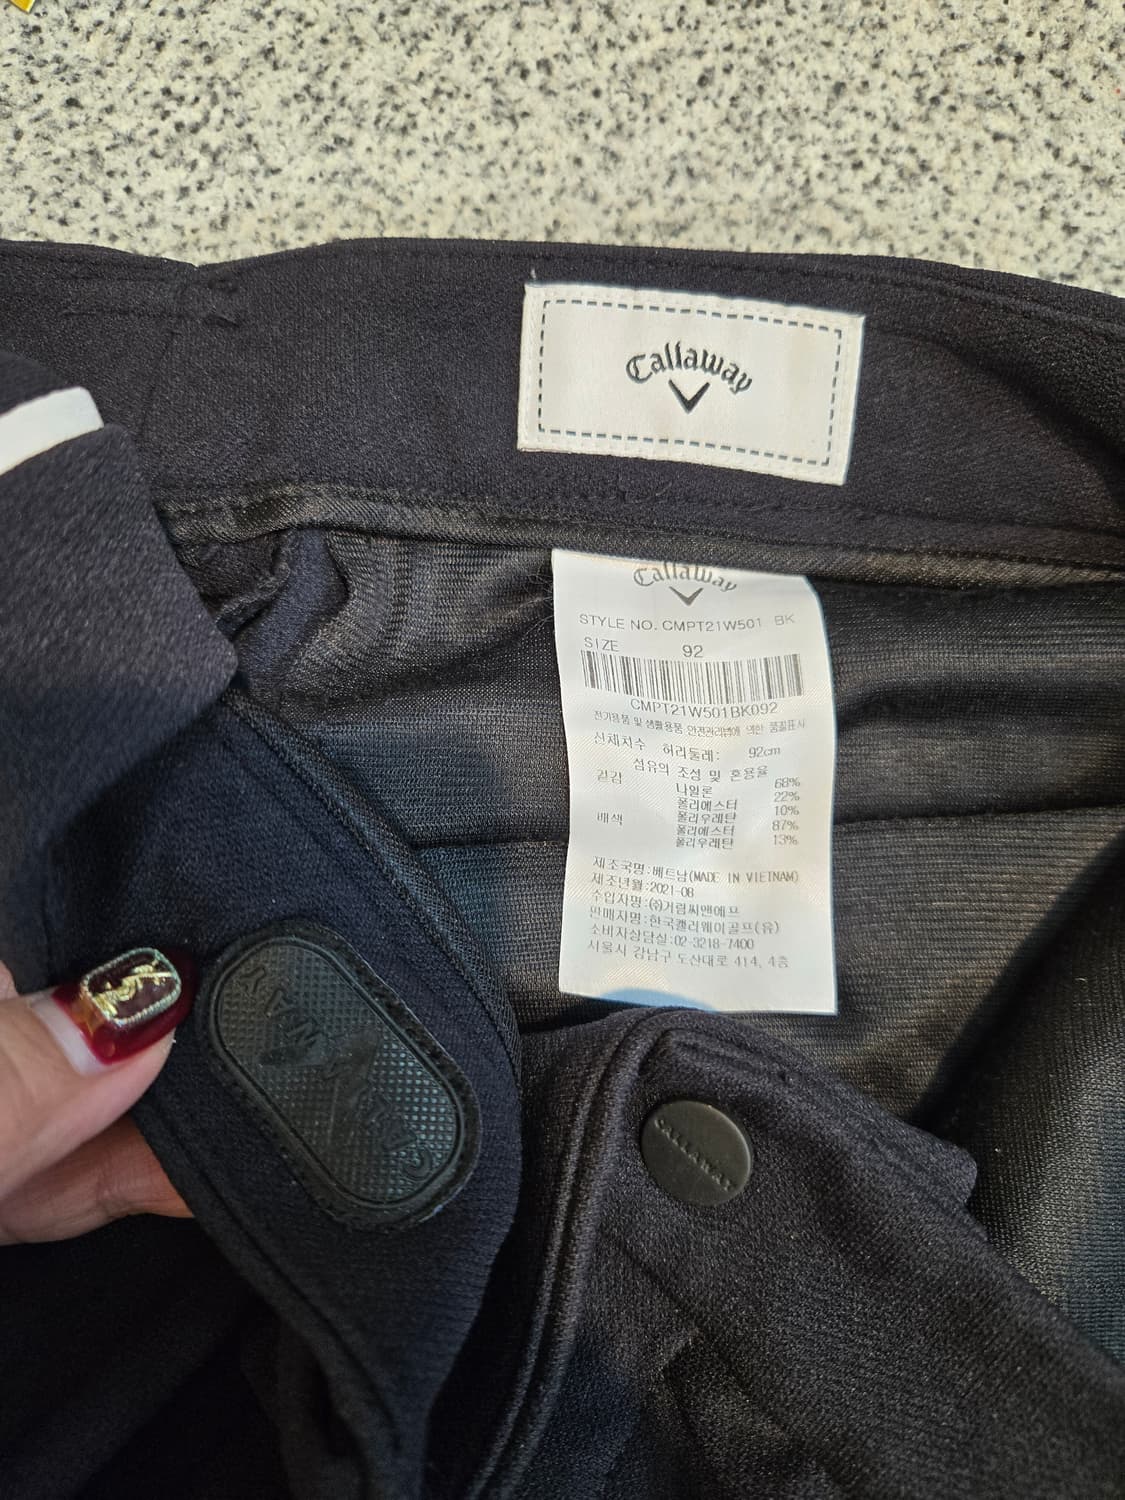 Callaway
Callaway
STYLE NO. CMPT21W501 BK
SIZE 92
CMPT21W501BK092
전기용품 및 생활용품 안전관리법에 의한 품질표시
신체치수 허리둘레: 92cm
섬유의 조성 및 혼용율
겉감 나일론 68%
폴리에스터 22%
폴리우레탄 10%
배색 폴리에스터 87%
폴리우레탄 13%
제조국명:베트남(MADE IN VIETNAM)
제조년월:2021-08
수입자명:㈜거림씨앤에프
판매자명:한국캘러웨이골프(유)
소비자상담실:02-3218-7400
서울시 강남구 도산대로 414, 4층
CALLAWAY